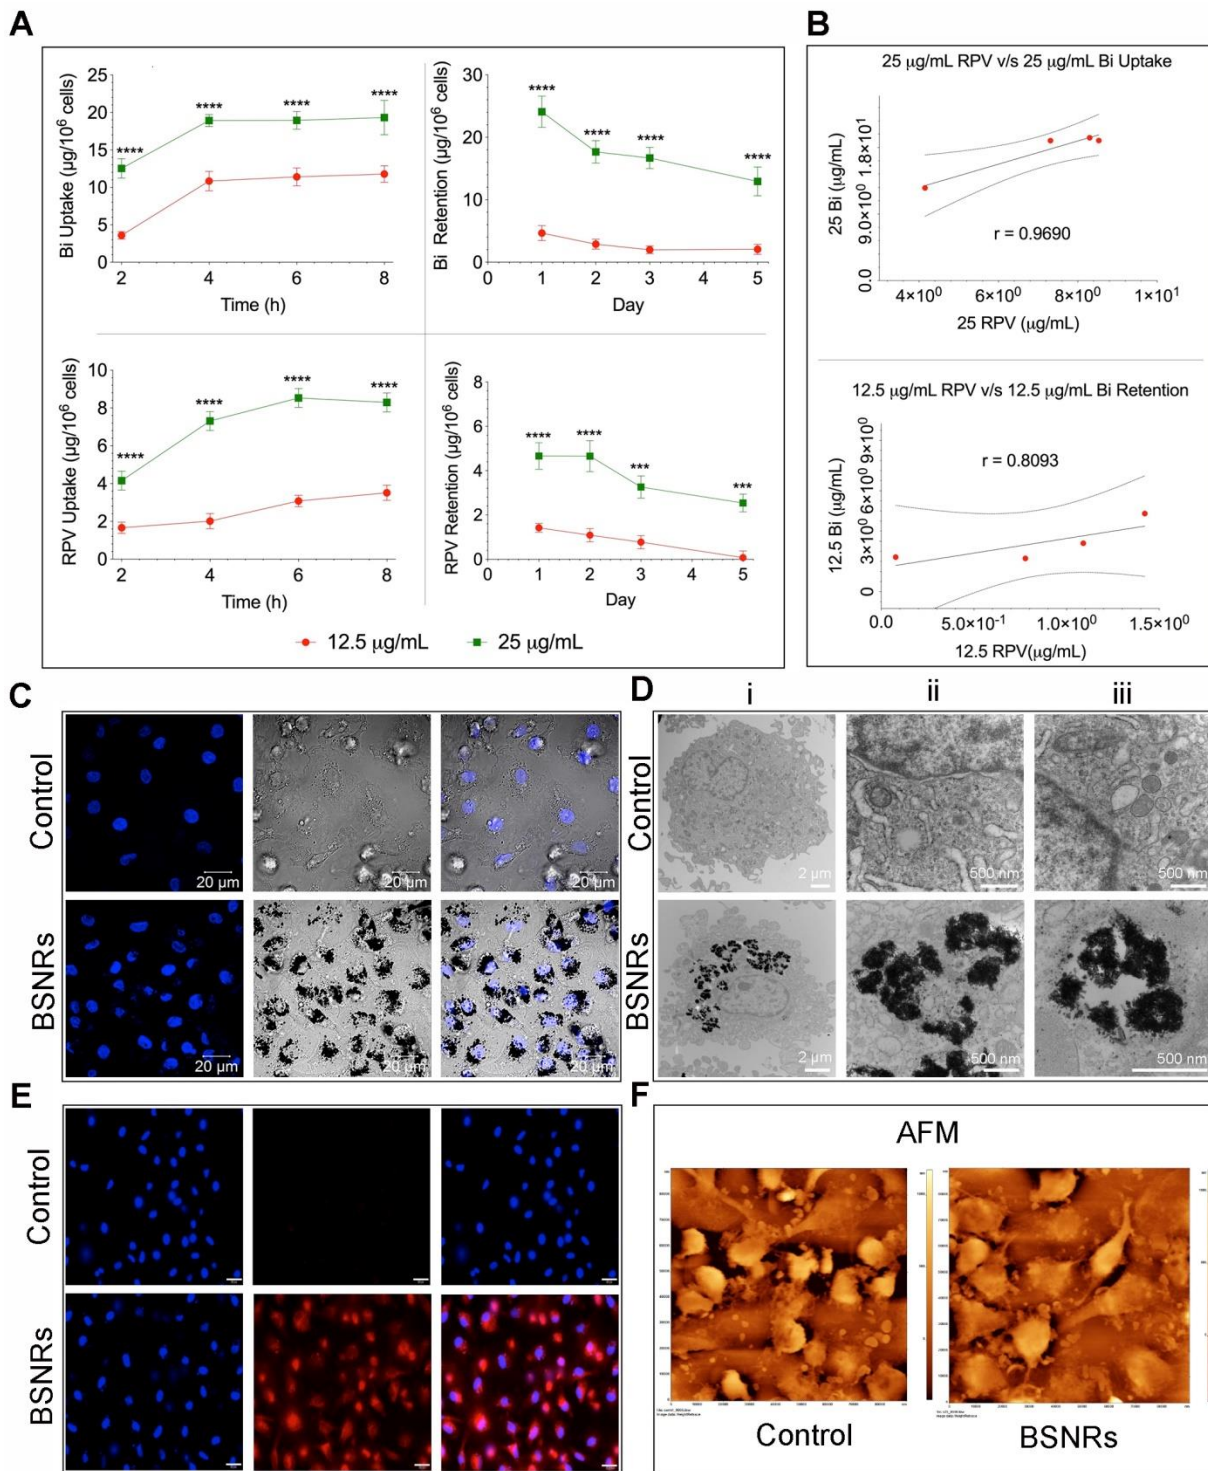 A
B
25
20
15
10
5
0
Bi Uptake (µg/10⁶ cells)
****
****
****
****
2
4
6
8
Time (h)
40
30
20
10
0
Bi Retention (µg/10⁶ cells)
****
****
****
****
0
1
2
3
4
5
Day
10
8
6
4
2
0
RPV Uptake (µg/10⁶ cells)
****
****
****
****
2
4
6
8
Time (h)
8
6
4
2
0
RPV Retention (µg/10⁶ cells)
****
****
***
***
0
1
2
3
4
5
Day
12.5 µg/mL
25 µg/mL
25 µg/mL RPV v/s 25 µg/mL Bi Uptake
25 Bi (µg/mL)
1.8×10¹
9.0×10⁰
0.0
r = 0.9690
4×10⁰
6×10⁰
8×10⁰
1×10¹
25 RPV (µg/mL)
12.5 µg/mL RPV v/s 12.5 µg/mL Bi Retention
12.5 Bi (µg/mL)
9×10⁰
6×10⁰
3×10⁰
0
r = 0.8093
0.0
5.0×10⁻¹
1.0×10⁰
1.5×10⁰
12.5 RPV(µg/mL)
C
Control
20 µm
20 µm
20 µm
BSNRs
20 µm
20 µm
20 µm
D
i
ii
iii
Control
2 µm
500 nm
500 nm
BSNRs
2 µm
500 nm
500 nm
E
Control
BSNRs
F
AFM
Control
BSNRs